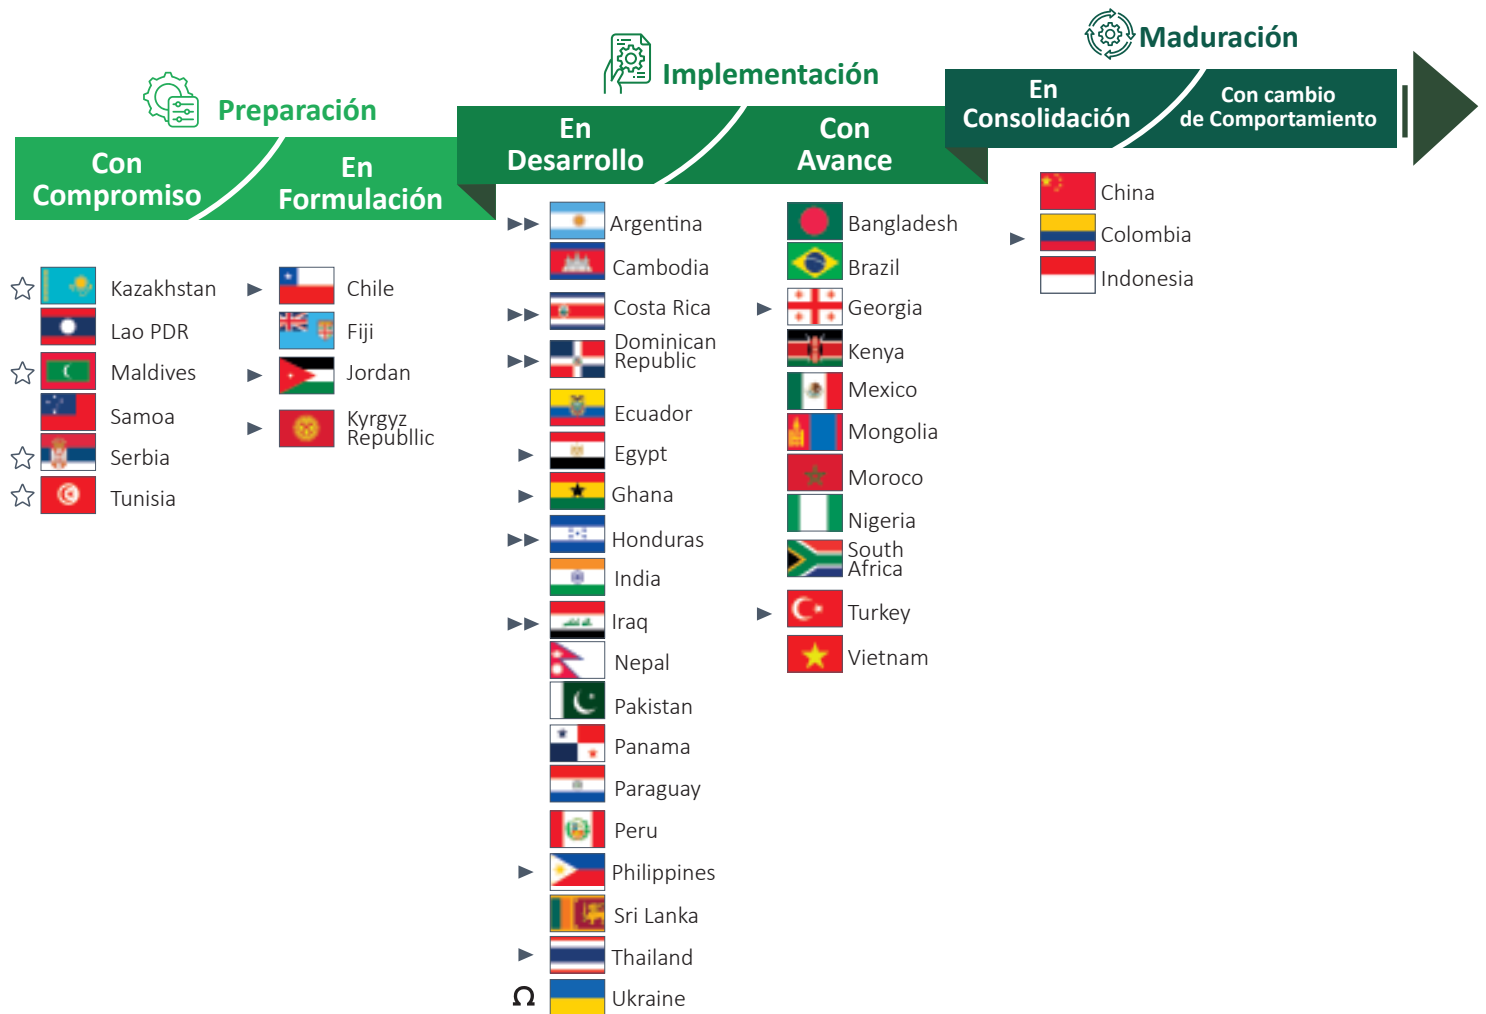 Preparación
Con
Compromiso
En
Formulación
Implementación
En
Desarrollo
Con
Avance
Maduración
En
Consolidación
Con cambio
de Comportamiento
Kazakhstan
Lao PDR
Maldives
Samoa
Serbia
Tunisia
Chile
Fiji
Jordan
Kyrgyz
Republlic
Argentina
Cambodia
Costa Rica
Dominican
Republic
Ecuador
Egypt
Ghana
Honduras
India
Iraq
Nepal
Pakistan
Panama
Paraguay
Peru
Philippines
Sri Lanka
Thailand
Ω Ukraine
Bangladesh
Brazil
Georgia
Kenya
Mexico
Mongolia
Moroco
Nigeria
South
Africa
Turkey
Vietnam
China
Colombia
Indonesia